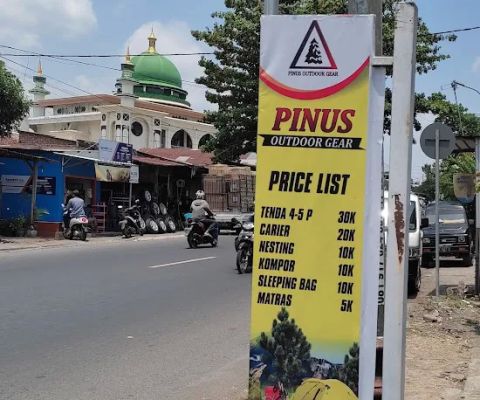 PINUS OUTDOOR GEAR
PINUS
OUTDOOR GEAR
PRICE LIST
TENDA 4-5 P 30K
CARIER 20K
NESTING 10K
KOMPOR 10K
SLEEPING BAG 10K
MATRAS 5K